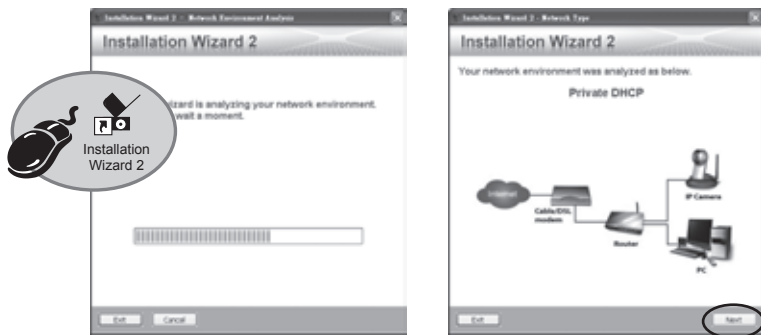 Installation Wizard 2 - Network Environment Analysis
Installation Wizard 2
izard is analyzing your network environment.
wait a moment.
Installation
Wizard 2
Exit
Cancel
Installation Wizard 2 - Network Type
Installation Wizard 2
Your network environment was analyzed as below.
Private DHCP
Internet
Cable/DSL
modem
Router
IP Camera
PC
Exit
Next